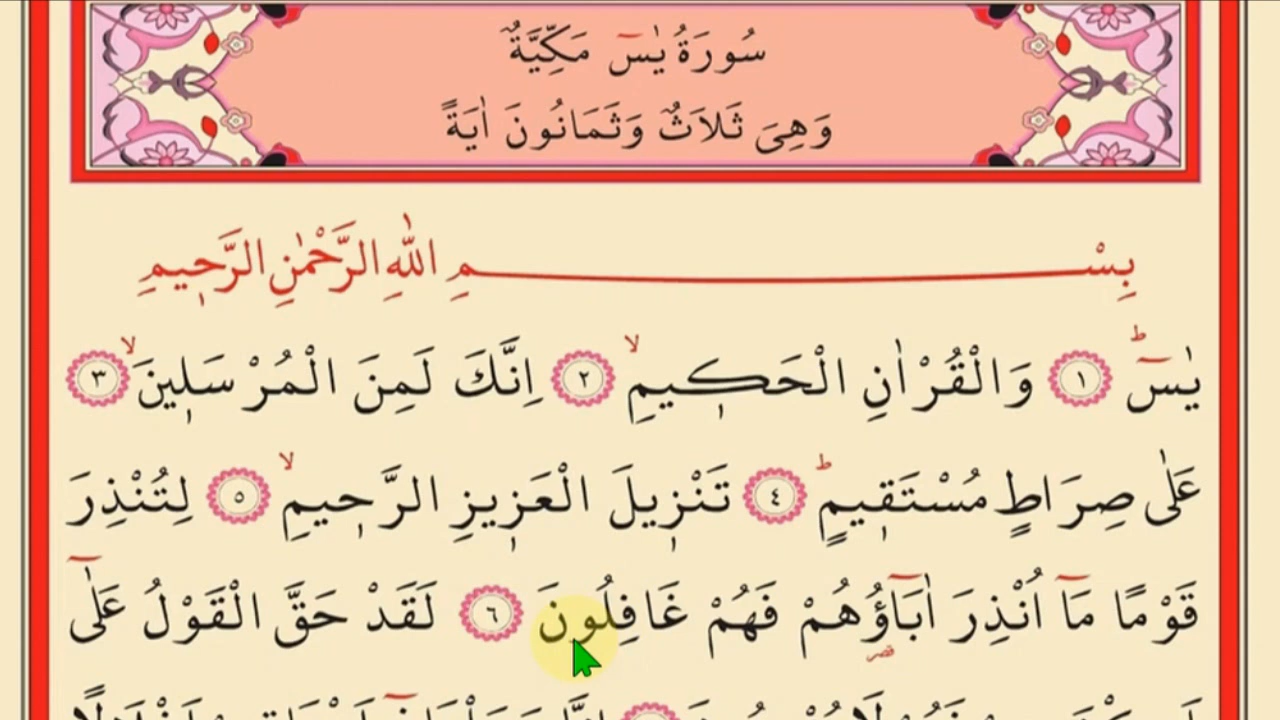 سُورَةُ يٰسٓ مَكِّيَّةٌ
وَهِىَ ثَلَاثٌ وَثَمَانُونَ اٰيَةً
بِسْمِ اللّٰهِ الرَّحْمٰنِ الرَّح۪يمِ
يٰسٓۜ ﴿١﴾ وَالْقُرْاٰنِ الْحَك۪يمِۙ ﴿٢﴾ اِنَّكَ لَمِنَ الْمُرْسَل۪ينَۙ ﴿٣﴾
عَلٰى صِرَاطٍ مُسْتَق۪يمٍۜ ﴿٤﴾ تَنْز۪يلَ الْعَز۪يزِ الرَّح۪يمِۙ ﴿٥﴾ لِتُنْذِرَ
قَوْمًا مَٓا اُنْذِرَ اٰبَٓاؤُ۬هُمْ فَهُمْ غَافِلُونَ ﴿٦﴾ لَقَدْ حَقَّ الْقَوْلُ عَلٰٓى
قصر